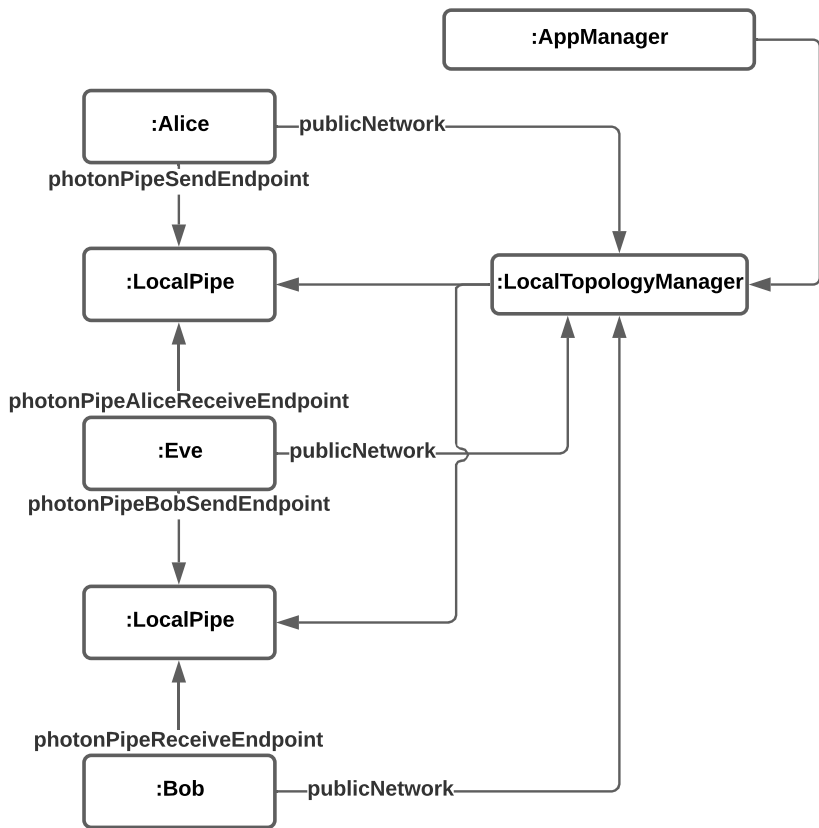 :AppManager
:Alice
publicNetwork
photonPipeSendEndpoint
:LocalPipe
:LocalTopologyManager
photonPipeAliceReceiveEndpoint
:Eve
publicNetwork
photonPipeBobSendEndpoint
:LocalPipe
photonPipeReceiveEndpoint
:Bob
publicNetwork